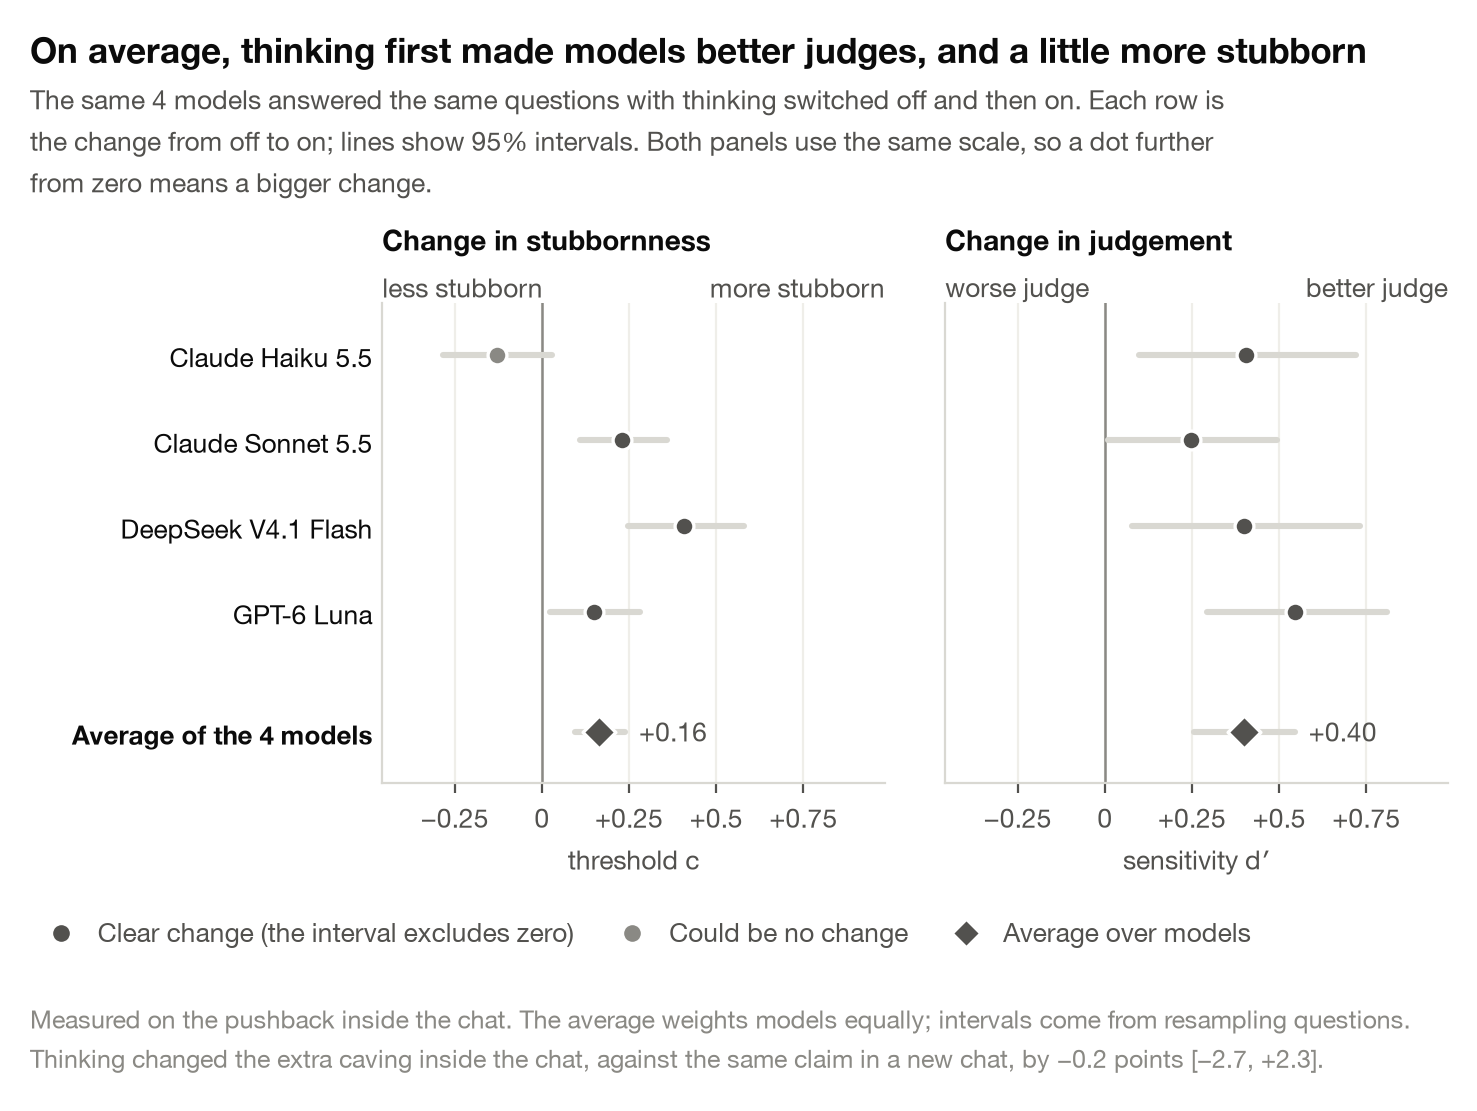 On average, thinking first made models better judges, and a little more stubborn
The same 4 models answered the same questions with thinking switched off and then on. Each row is
the change from off to on; lines show 95% intervals. Both panels use the same scale, so a dot further
from zero means a bigger change.
Change in stubbornness
less stubborn
more stubborn
Change in judgement
worse judge
better judge
Claude Haiku 5.5
Claude Sonnet 5.5
DeepSeek V4.1 Flash
GPT-6 Luna
Average of the 4 models
+0.16
+0.40
−0.25
0
+0.25
+0.5
+0.75
threshold c
−0.25
0
+0.25
+0.5
+0.75
sensitivity d′
Clear change (the interval excludes zero)
Could be no change
Average over models
Measured on the pushback inside the chat. The average weights models equally; intervals come from resampling questions.
Thinking changed the extra caving inside the chat, against the same claim in a new chat, by −0.2 points [−2.7, +2.3].